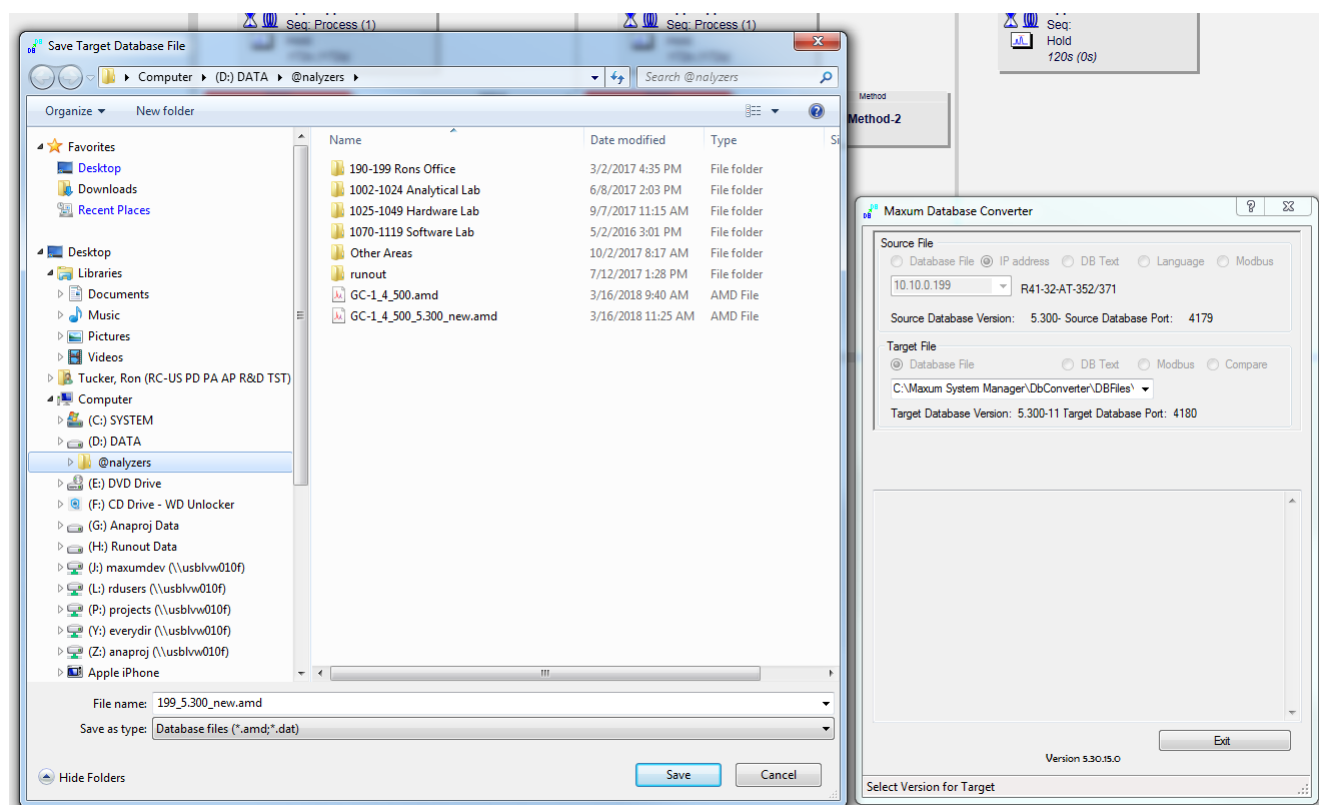 Seq: Process (1)
Seq: Process (1)
Seq:
Hold
120s (0s)
Method
Method-2
Save Target Database File
Computer ▸ (D:) DATA ▸ @nalyzers ▸
Search @nalyzers
Organize
New folder
Favorites
Desktop
Downloads
Recent Places
Desktop
Libraries
Documents
Music
Pictures
Videos
Tucker, Ron (RC-US PD PA AP R&D TST)
Computer
(C:) SYSTEM
(D:) DATA
@nalyzers
(E:) DVD Drive
(F:) CD Drive - WD Unlocker
(G:) Anaproj Data
(H:) Runout Data
(J:) maxumdev (\\usblvw010f)
(L:) rdusers (\\usblvw010f)
(P:) projects (\\usblvw010f)
(Y:) everydir (\\usblvw010f)
(Z:) anaproj (\\usblvw010f)
Apple iPhone
Name Date modified Type Si
190-199 Rons Office 3/2/2017 4:35 PM File folder
1002-1024 Analytical Lab 6/8/2017 2:03 PM File folder
1025-1049 Hardware Lab 9/7/2017 11:15 AM File folder
1070-1119 Software Lab 5/2/2016 3:01 PM File folder
Other Areas 10/2/2017 8:17 AM File folder
runout 7/12/2017 1:28 PM File folder
GC-1_4_500.amd 3/16/2018 9:40 AM AMD File
GC-1_4_500_5.300_new.amd 3/16/2018 11:25 AM AMD File
File name: 199_5.300_new.amd
Save as type: Database files (*.amd;*.dat)
Hide Folders
Save
Cancel
Maxum Database Converter
Source File
Database File IP address DB Text Language Modbus
10.10.0.199 R41-32-AT-352/371
Source Database Version: 5.300- Source Database Port: 4179
Target File
Database File DB Text Modbus Compare
C:\Maxum System Manager\DbConverter\DBFiles\
Target Database Version: 5.300-11 Target Database Port: 4180
Exit
Version 5.30.15.0
Select Version for Target